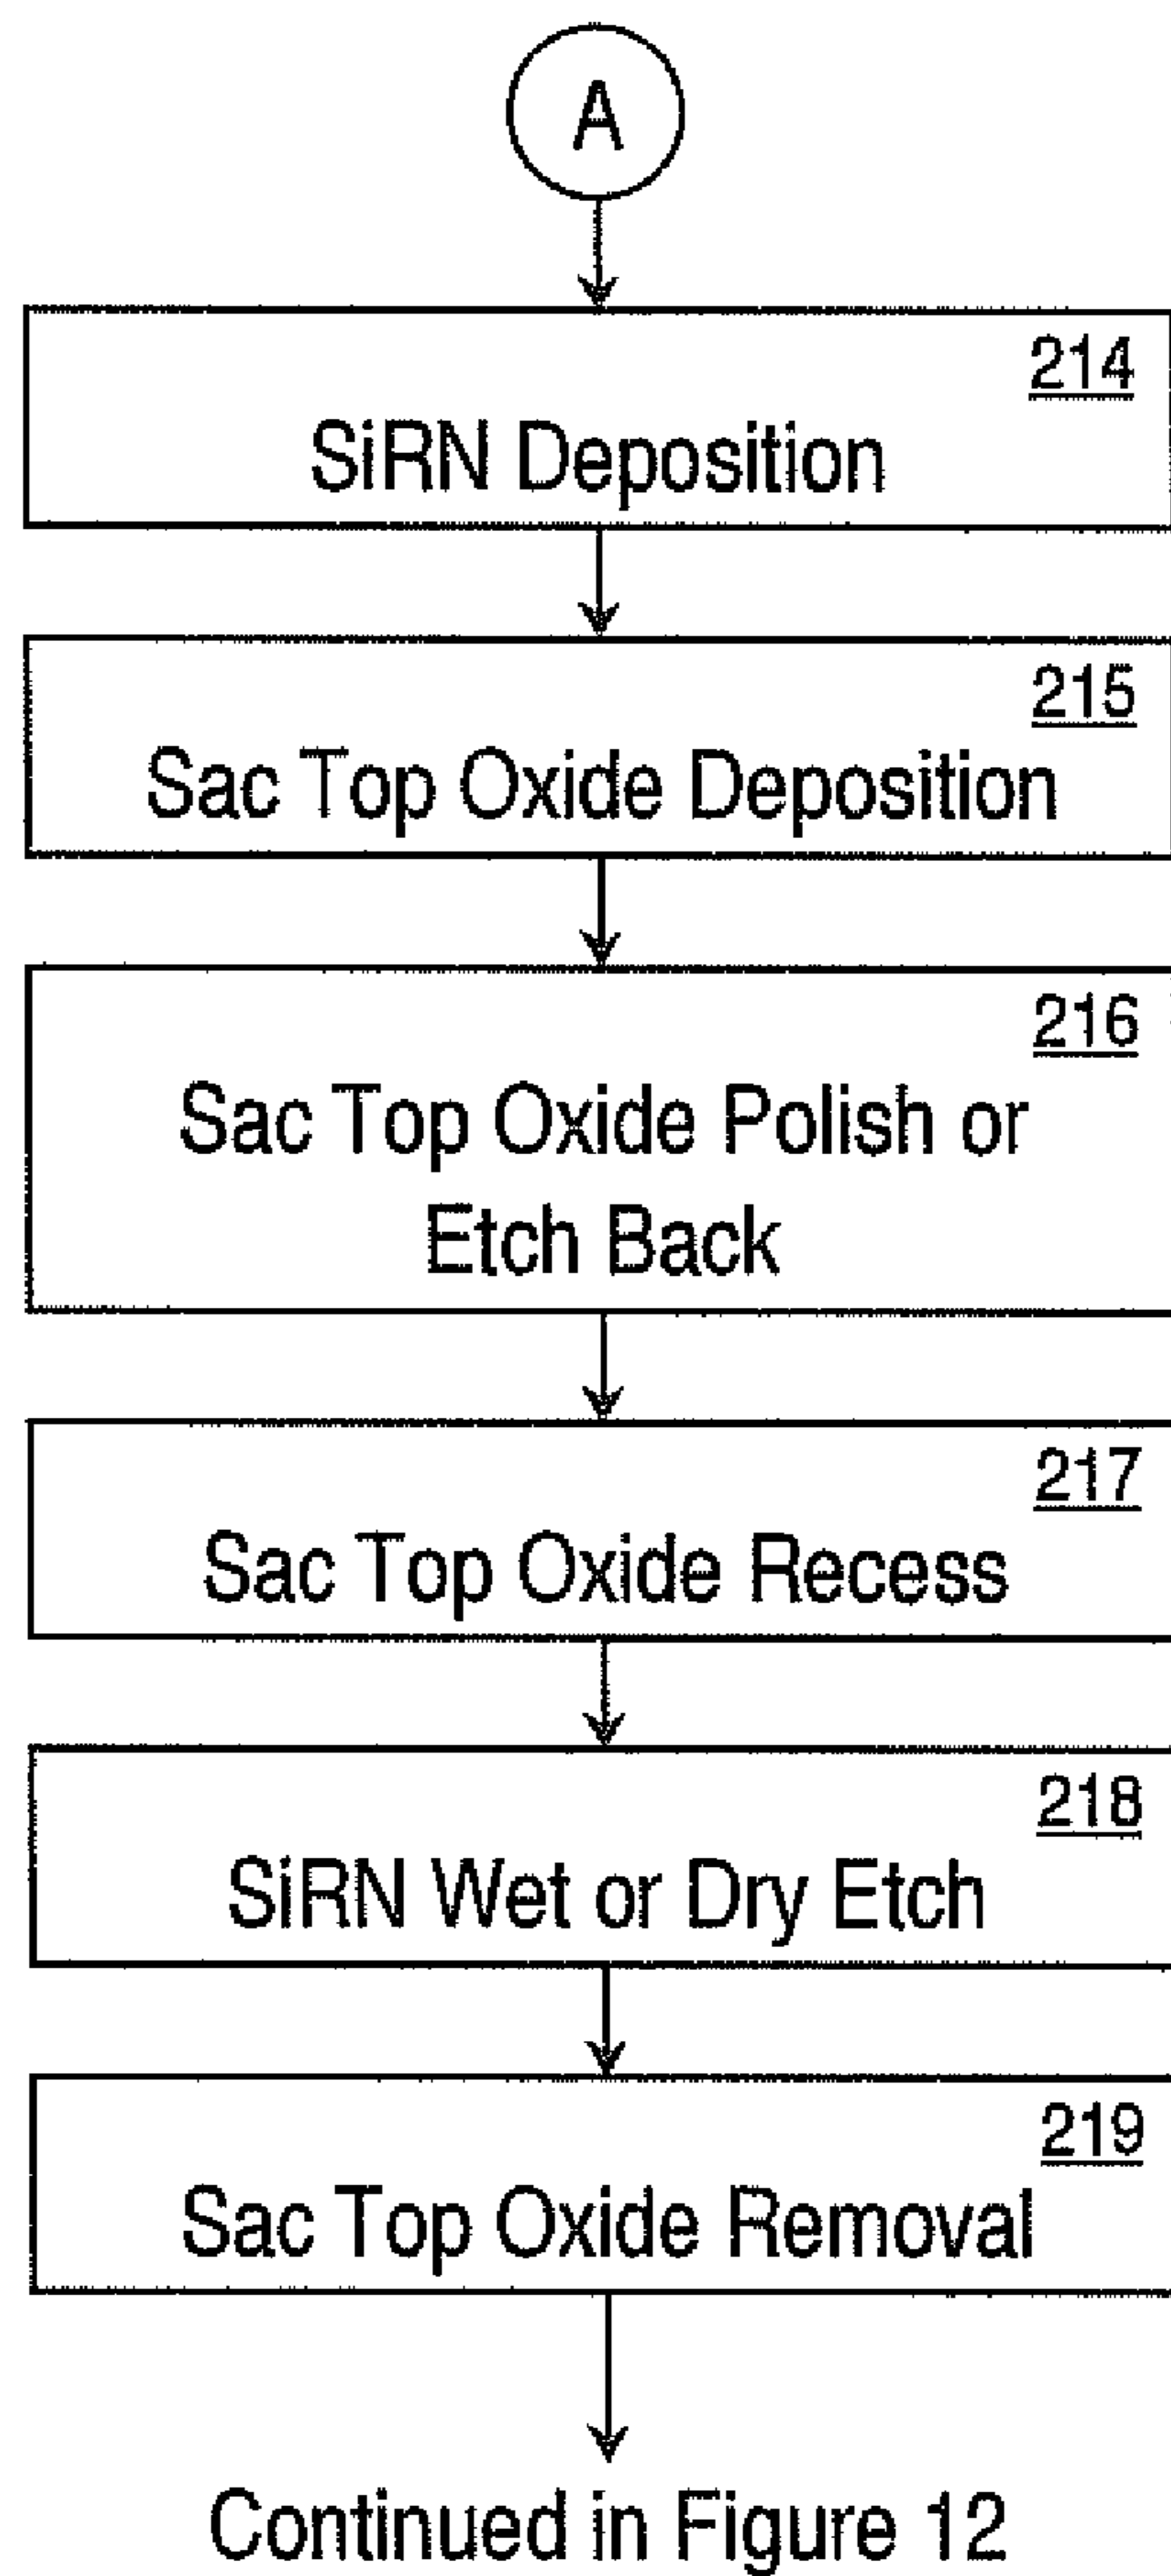 A
214
SiRN Deposition
215
Sac Top Oxide Deposition
216
Sac Top Oxide Polish or
Etch Back
217
Sac Top Oxide Recess
218
SiRN Wet or Dry Etch
219
Sac Top Oxide Removal
Continued in Figure 12